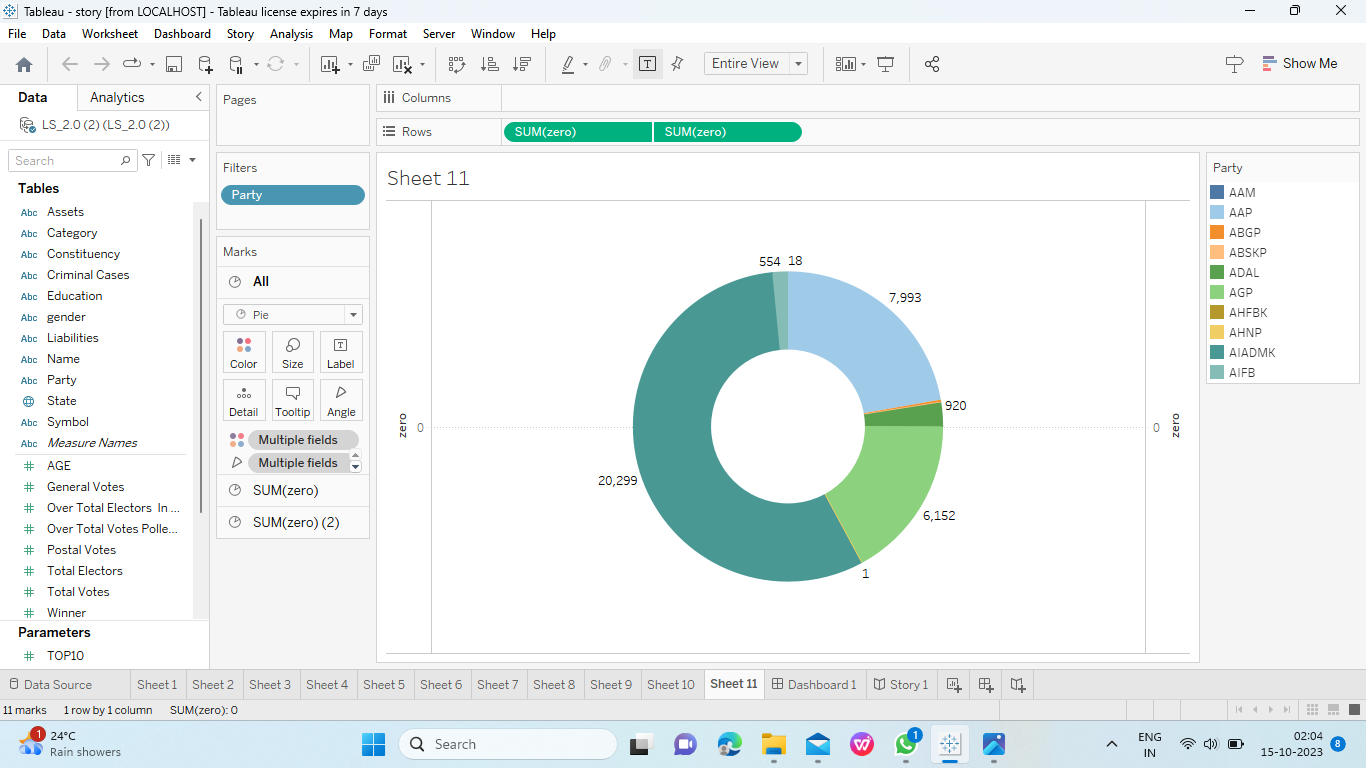 Tableau - story [from LOCALHOST] - Tableau license expires in 7 days
File Data Worksheet Dashboard Story Analysis Map Format Server Window Help
Entire View
Show Me
Data Analytics
LS_2.0 (2) (LS_2.0 (2))
Search
Tables
Abc Assets
Abc Category
Abc Constituency
Abc Criminal Cases
Abc Education
Abc gender
Abc Liabilities
Abc Name
Abc Party
State
Abc Symbol
Abc Measure Names
# AGE
# General Votes
# Over Total Electors In ...
# Over Total Votes Polle...
# Postal Votes
# Total Electors
# Total Votes
# Winner
Parameters
# TOP10
Pages
Filters
Party
Marks
All
Pie
Color Size Label
Detail Tooltip Angle
Multiple fields
Multiple fields
SUM(zero)
SUM(zero) (2)
Columns
Rows SUM(zero) SUM(zero)
Sheet 11
554 18
7,993
920
zero 0
0 zero
20,299
6,152
1
Party
AAM
AAP
ABGP
ABSKP
ADAL
AGP
AHFBK
AHNP
AIADMK
AIFB
Data Source Sheet 1 Sheet 2 Sheet 3 Sheet 4 Sheet 5 Sheet 6 Sheet 7 Sheet 8 Sheet 9 Sheet 10 Sheet 11 Dashboard 1 Story 1
11 marks 1 row by 1 column SUM(zero): 0
1
24°C
Rain showers
Search
1
ENG
IN
02:04
15-10-2023
8